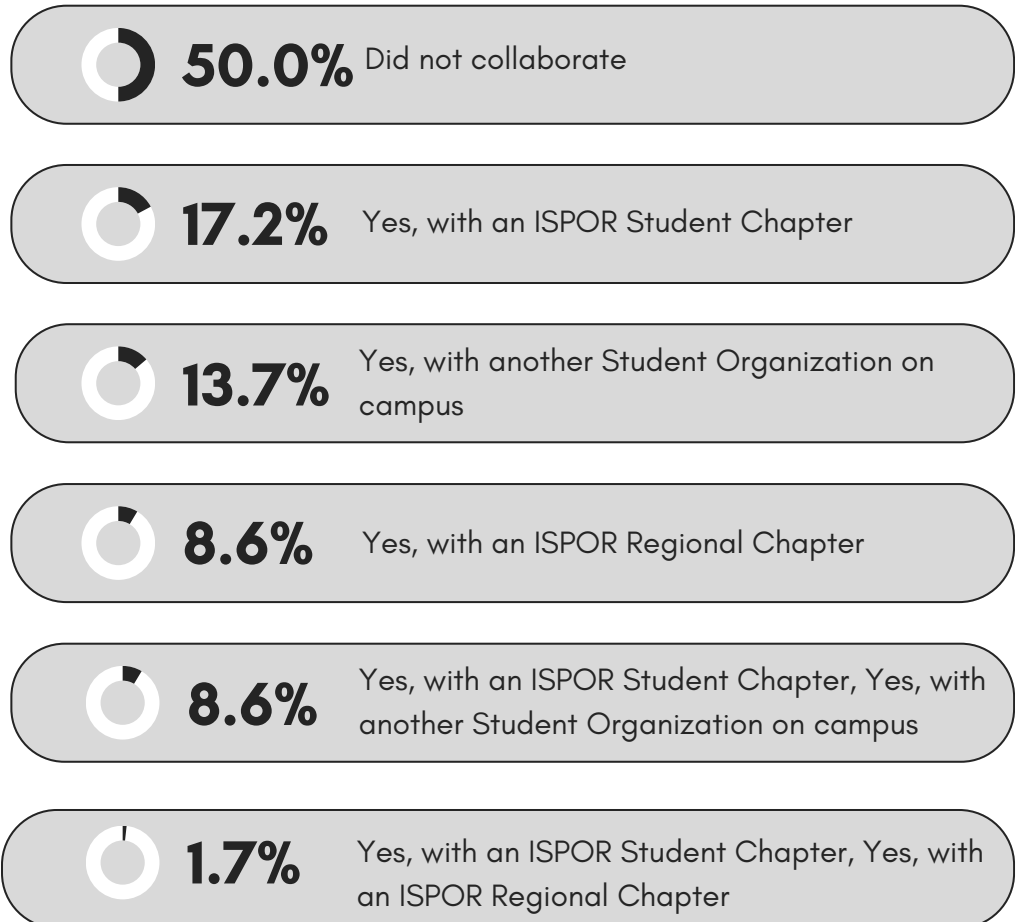 50.0% Did not collaborate
17.2% Yes, with an ISPOR Student Chapter
13.7% Yes, with another Student Organization on
campus
8.6% Yes, with an ISPOR Regional Chapter
8.6% Yes, with an ISPOR Student Chapter, Yes, with
another Student Organization on campus
1.7% Yes, with an ISPOR Student Chapter, Yes, with
an ISPOR Regional Chapter